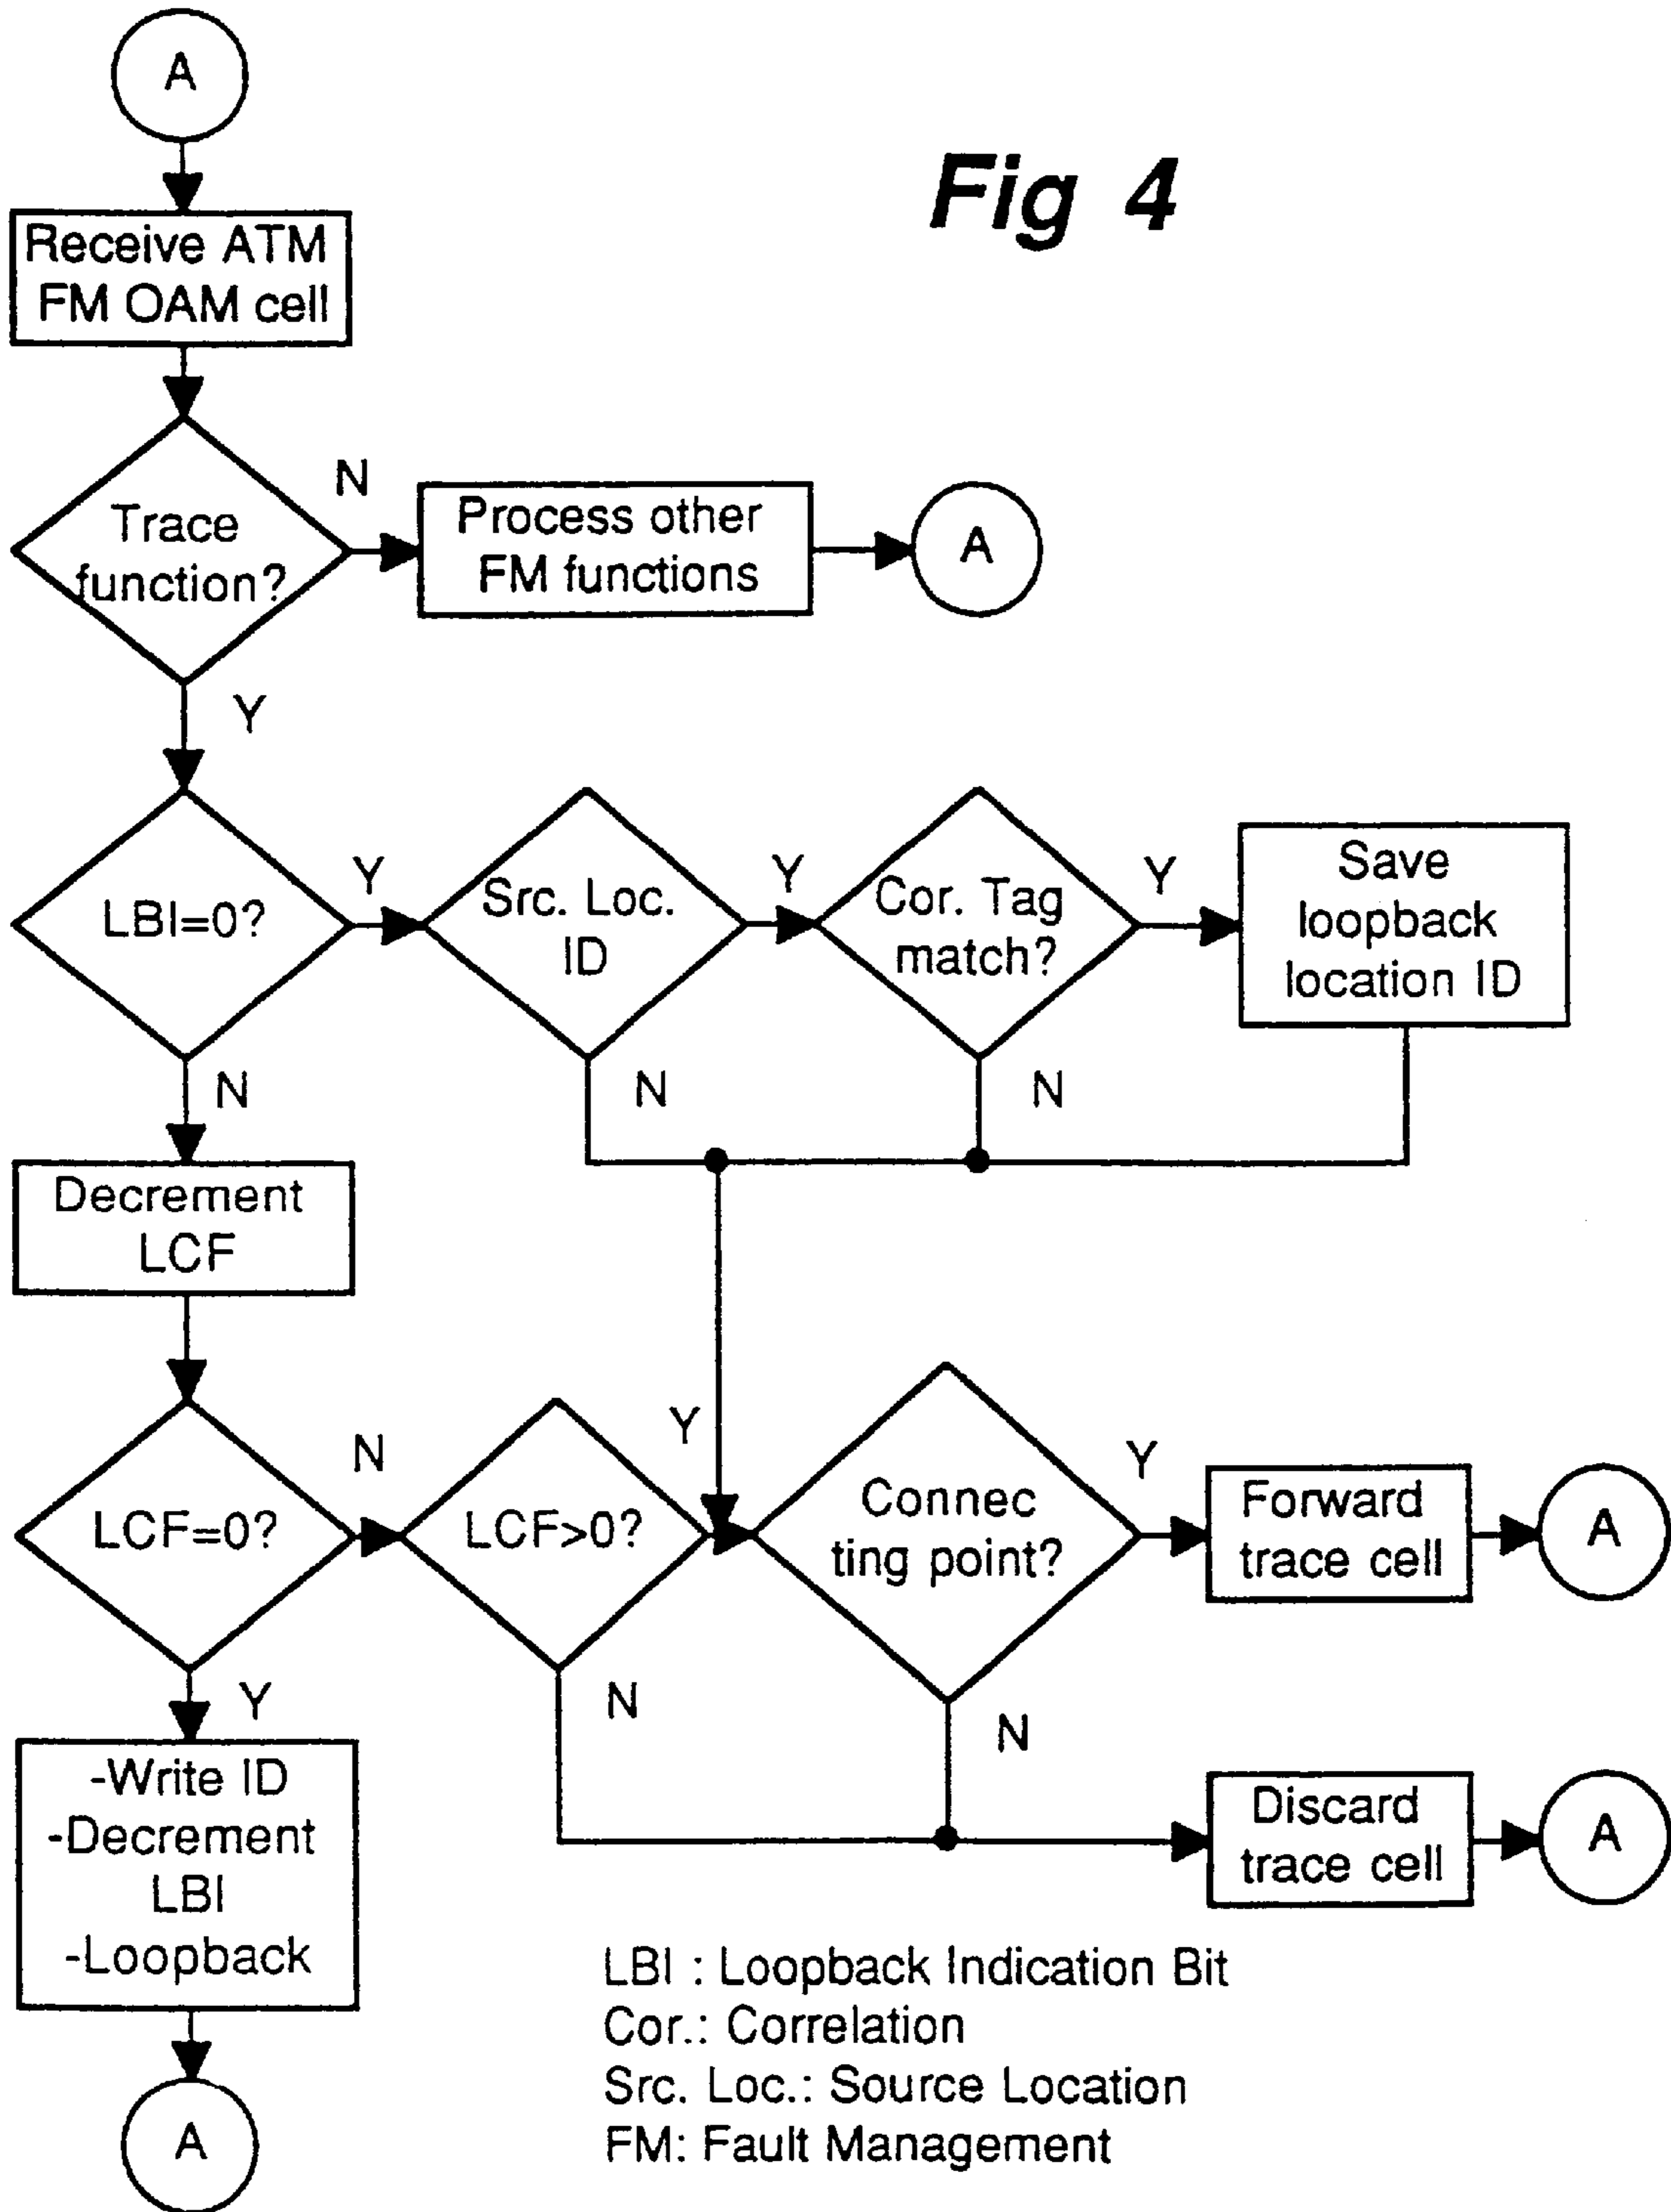 A
Fig 4
Receive ATM
FM OAM cell
Trace
function?
N
Process other
FM functions
A
Y
LBI=0?
Y
Src. Loc.
ID
Y
Cor. Tag
match?
Y
Save
loopback
location ID
N
N
N
Decrement
LCF
LCF=0?
N
LCF>0?
Y
Connec
ting point?
Y
Forward
trace cell
A
Y
N
N
-Write ID
-Decrement
LBI
-Loopback
Discard
trace cell
A
A
LBI : Loopback Indication Bit
Cor.: Correlation
Src. Loc.: Source Location
FM: Fault Management